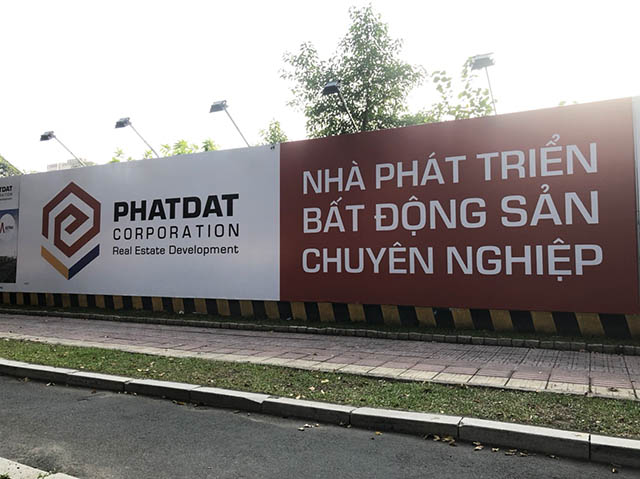 PHATDAT
CORPORATION
Real Estate Development
NHÀ PHÁT TRIỂN
BẤT ĐỘNG SẢN
CHUYÊN NGHIỆP